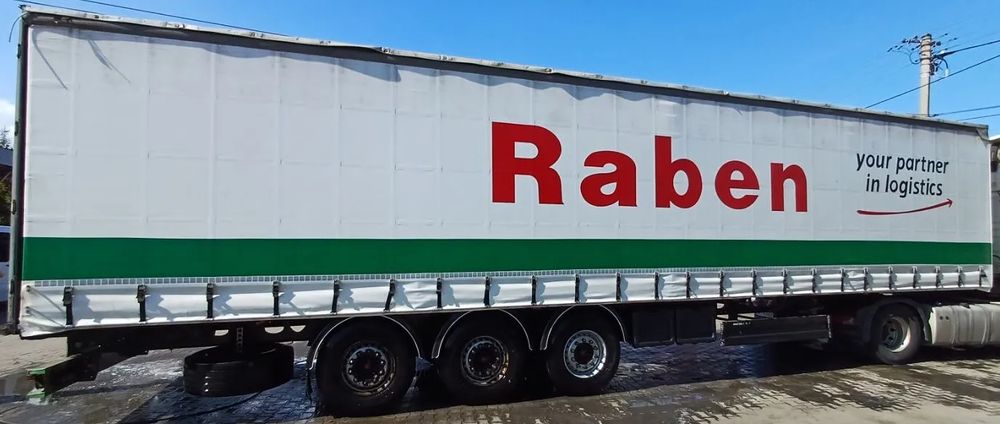 Raben
your partner
in logistics